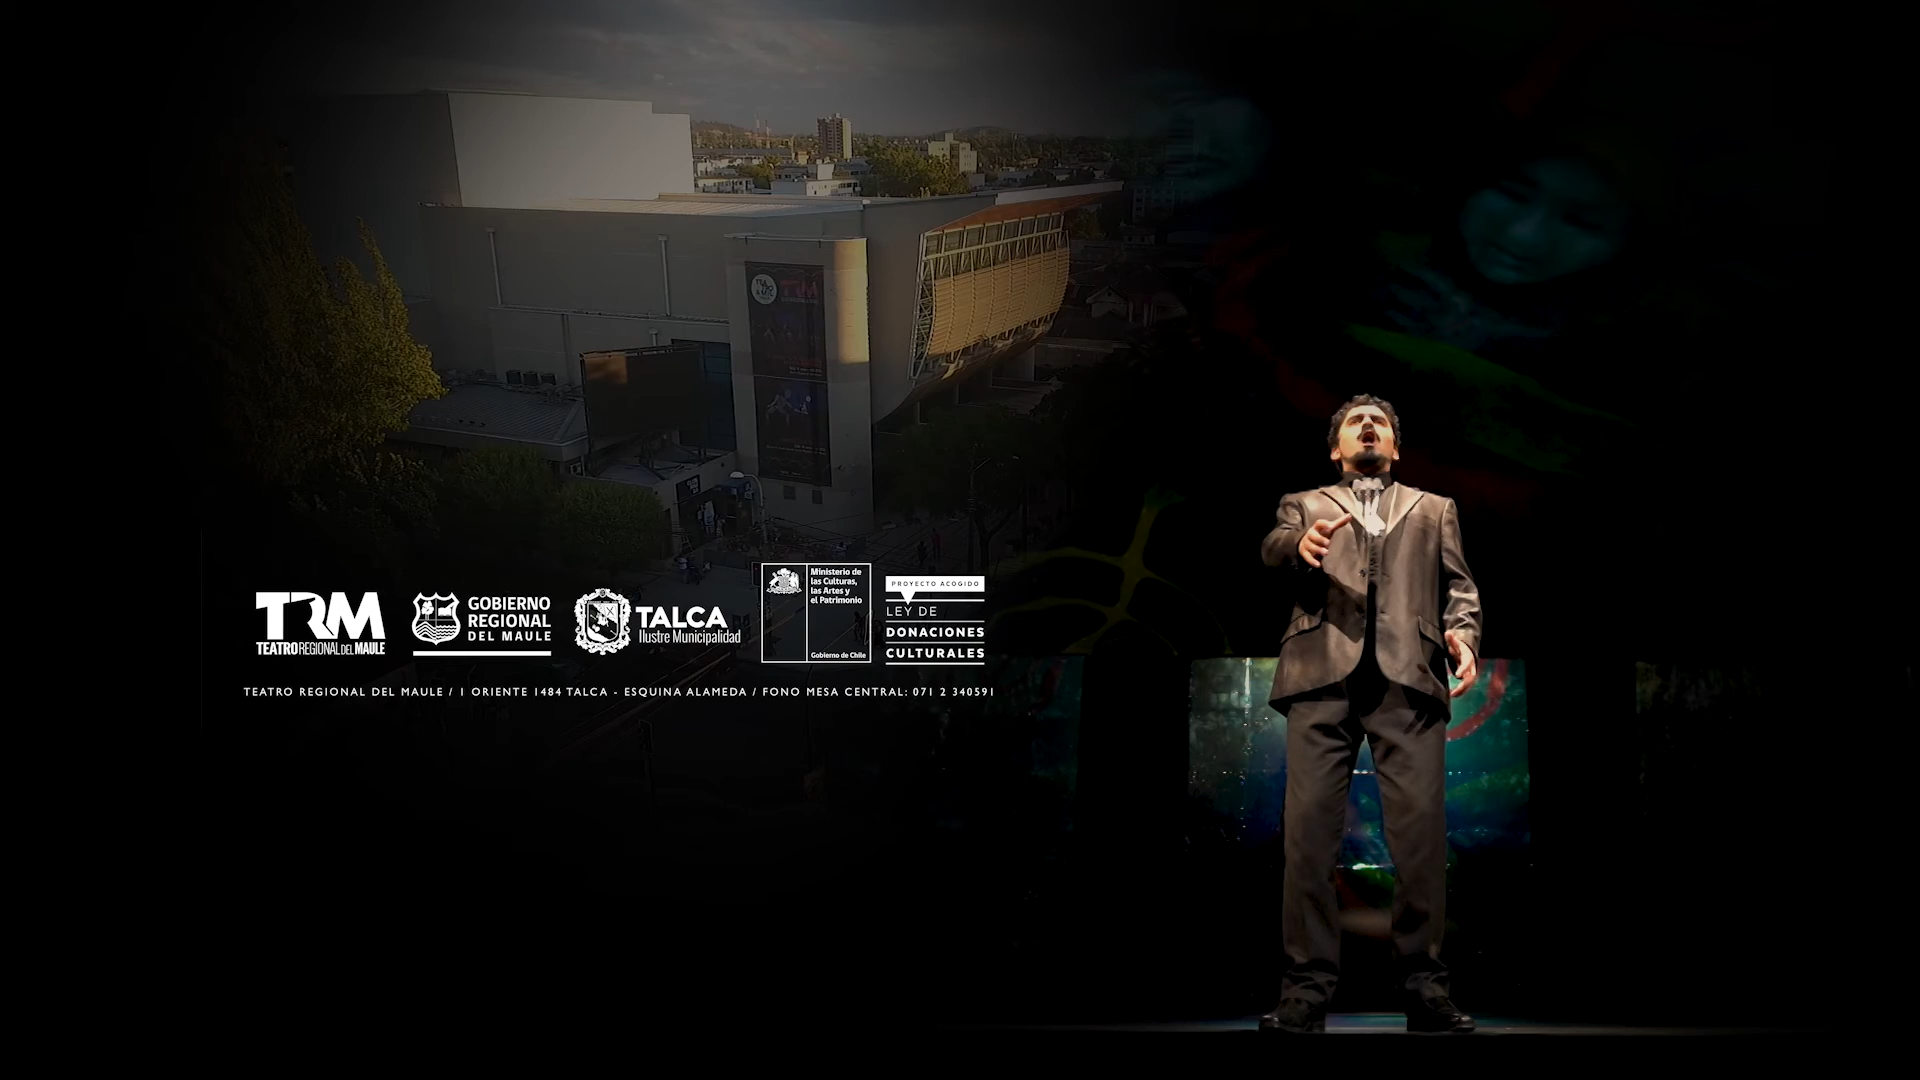 TRM
TEATRO REGIONAL DEL MAULE
GOBIERNO
REGIONAL
DEL MAULE
TALCA
Ilustre Municipalidad
Ministerio de
las Culturas,
las Artes y
el Patrimonio
Gobierno de Chile
PROYECTO ACOGIDO
LEY DE
DONACIONES
CULTURALES
TEATRO REGIONAL DEL MAULE / 1 ORIENTE 1484 TALCA - ESQUINA ALAMEDA / FONO MESA CENTRAL: 071 2 340591